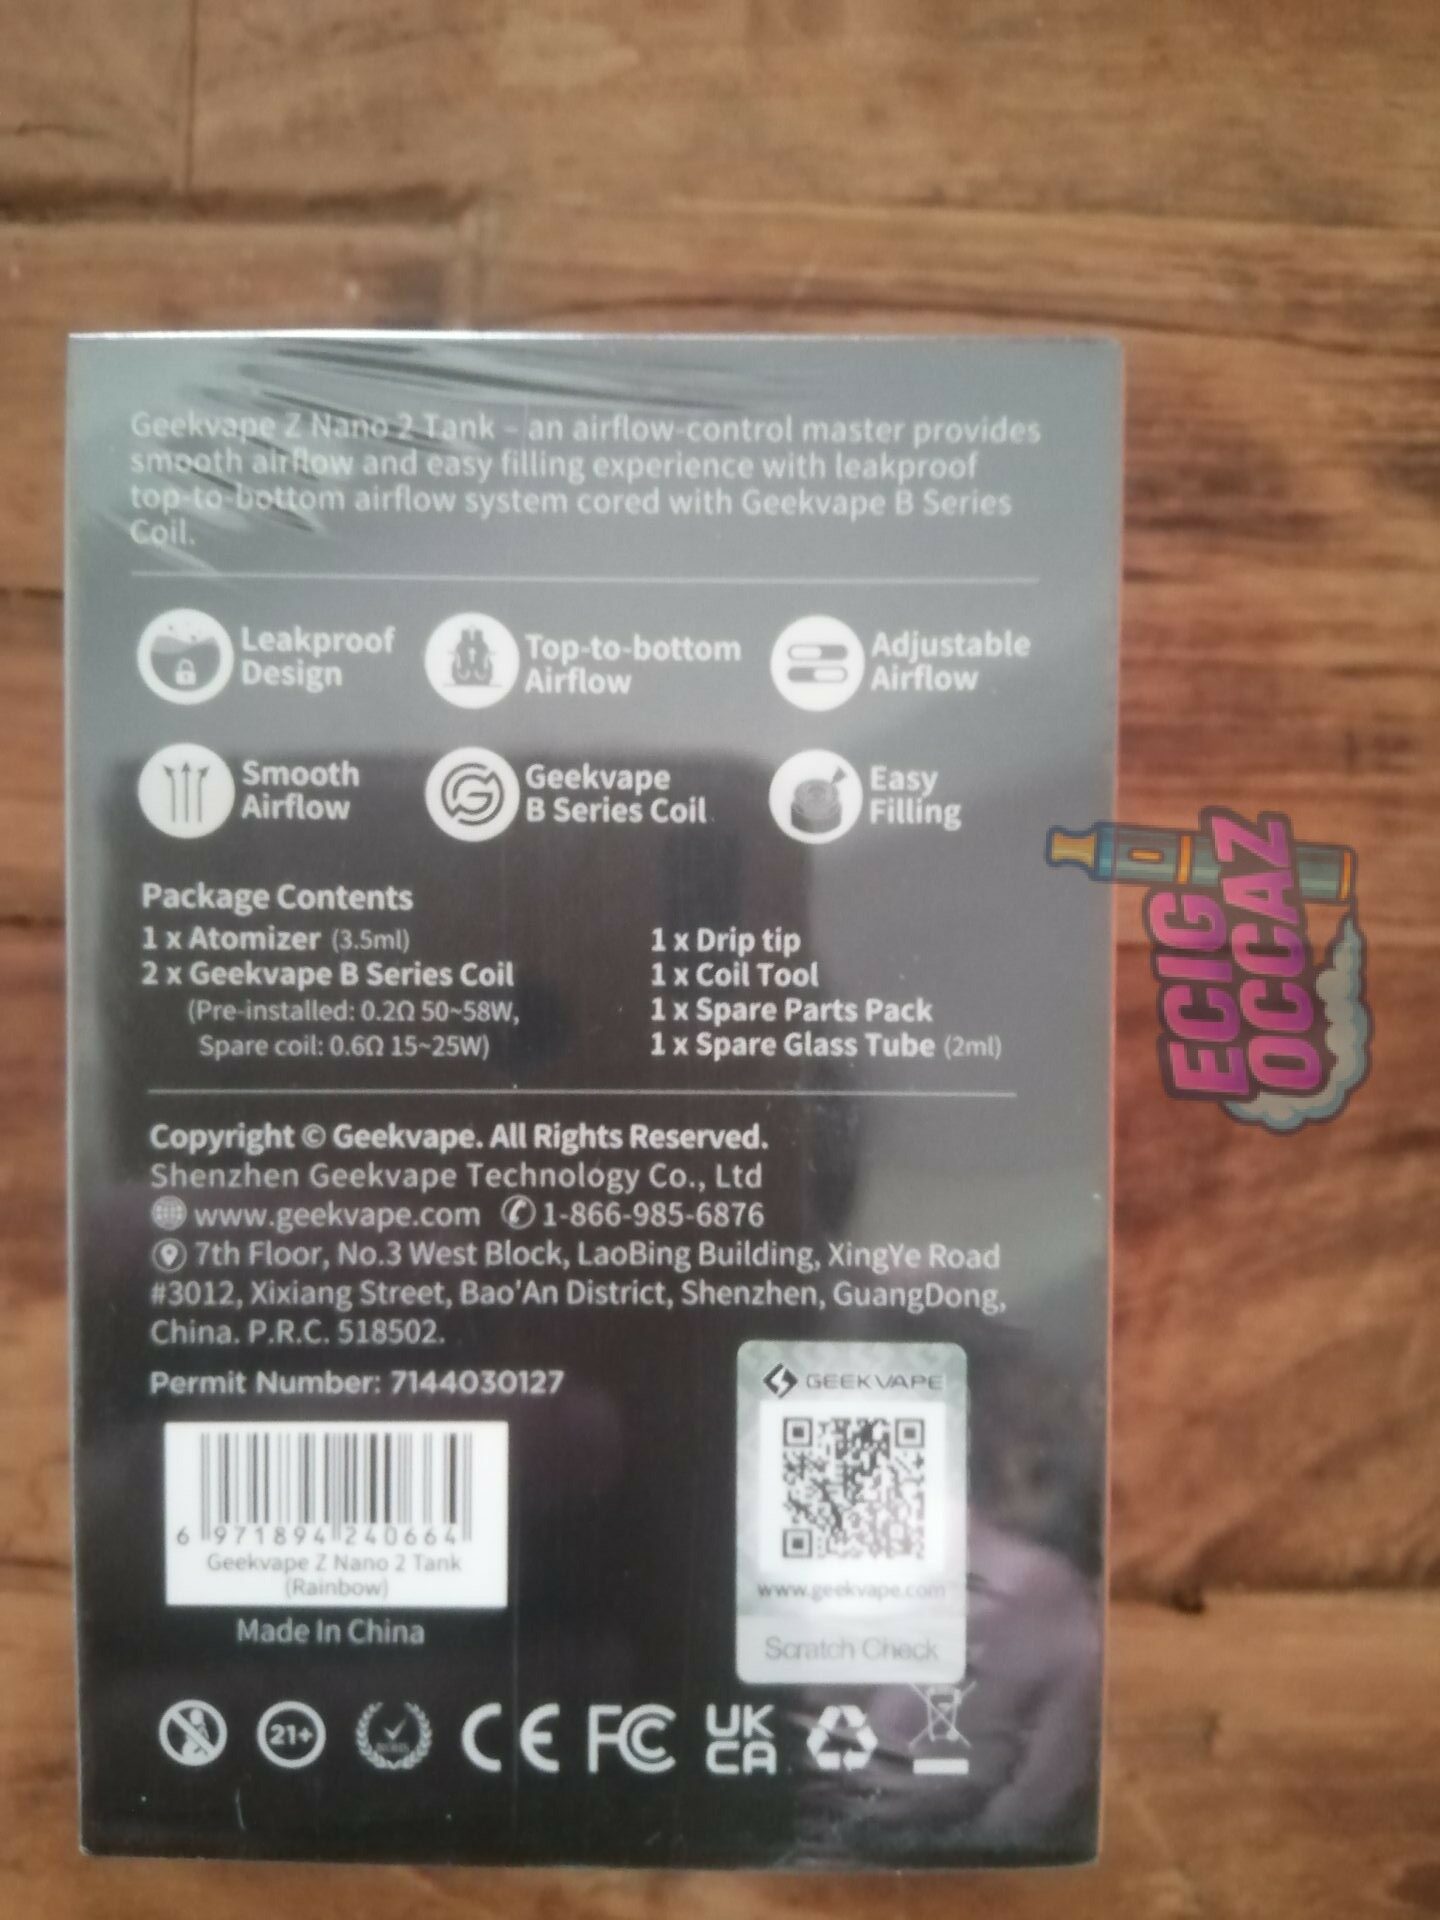 Geekvape Z Nano 2 Tank – an airflow-control master provides
smooth airflow and easy filling experience with leakproof
top-to-bottom airflow system cored with Geekvape B Series
Coil.
Leakproof
Design
Top-to-bottom
Airflow
Adjustable
Airflow
Smooth
Airflow
Geekvape
B Series Coil
Easy
Filling
Package Contents
1 x Atomizer (3.5ml)
2 x Geekvape B Series Coil
(Pre-installed: 0.2Ω 50~58W,
Spare coil: 0.6Ω 15~25W)
1 x Drip tip
1 x Coil Tool
1 x Spare Parts Pack
1 x Spare Glass Tube (2ml)
ECIG
OCCAZ
Copyright © Geekvape. All Rights Reserved.
Shenzhen Geekvape Technology Co., Ltd
www.geekvape.com 1-866-985-6876
7th Floor, No.3 West Block, LaoBing Building, XingYe Road
#3012, Xixiang Street, Bao'An District, Shenzhen, GuangDong,
China. P.R.C. 518502.
Permit Number: 7144030127
6 971894 240664
Geekvape Z Nano 2 Tank
(Rainbow)
Made In China
GEEKVAPE
www.geekvape.com
Scratch Check
21+
CE
FC
UK
CA